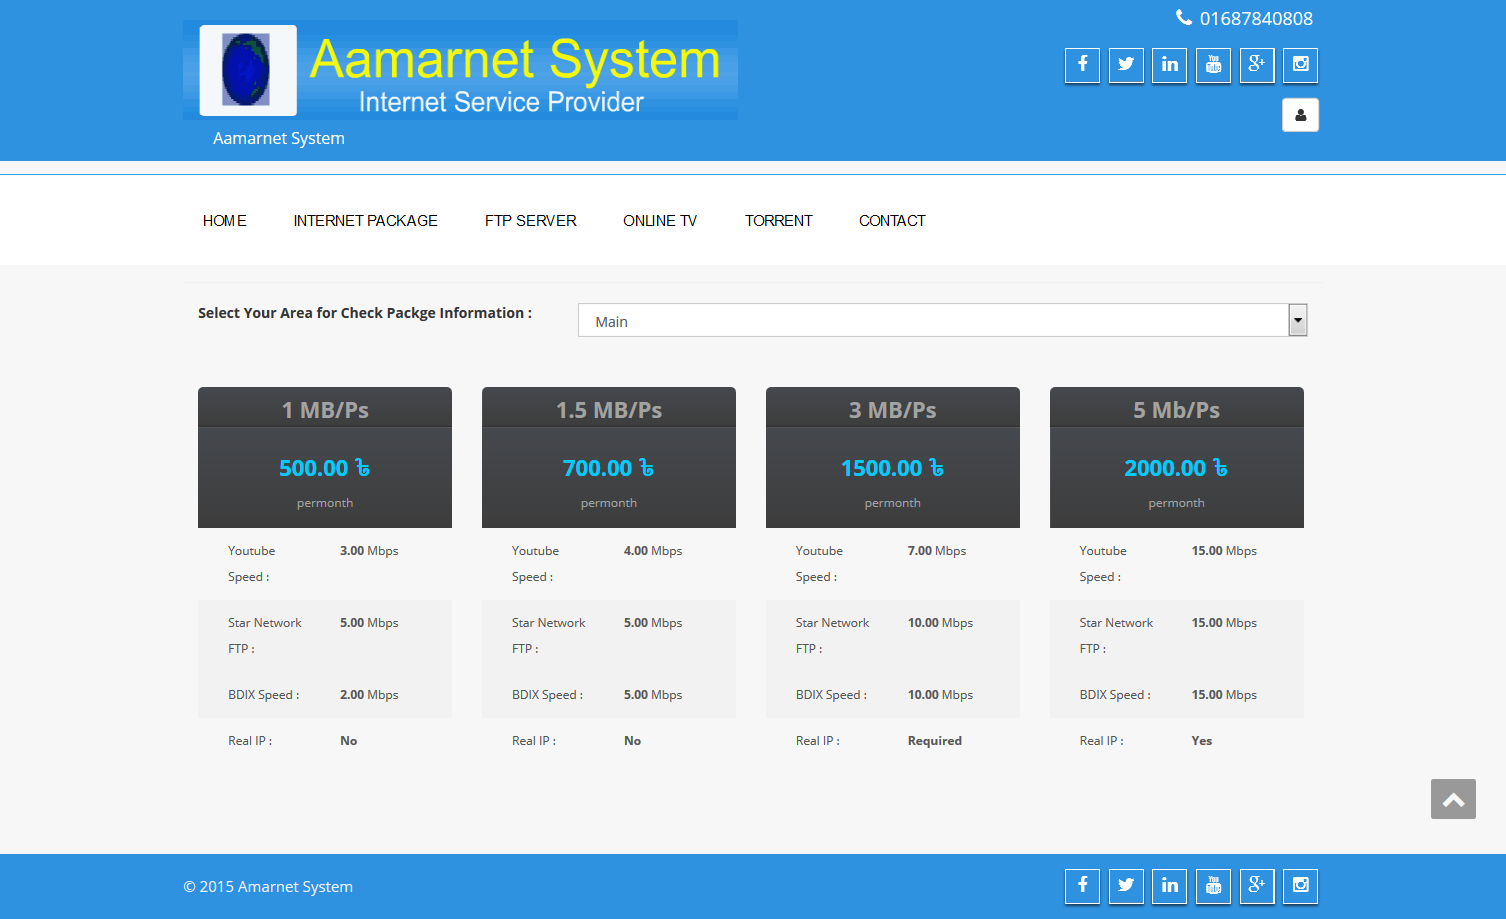 01687840808
Aamarnet System
Internet Service Provider
Aamarnet System
HOME INTERNET PACKAGE FTP SERVER ONLINE TV TORRENT CONTACT
Select Your Area for Check Packge Information : Main
1 MB/Ps
500.00 ৳
permonth
Youtube Speed : 3.00 Mbps
Star Network FTP : 5.00 Mbps
BDIX Speed : 2.00 Mbps
Real IP : No
1.5 MB/Ps
700.00 ৳
permonth
Youtube Speed : 4.00 Mbps
Star Network FTP : 5.00 Mbps
BDIX Speed : 5.00 Mbps
Real IP : No
3 MB/Ps
1500.00 ৳
permonth
Youtube Speed : 7.00 Mbps
Star Network FTP : 10.00 Mbps
BDIX Speed : 10.00 Mbps
Real IP : Required
5 Mb/Ps
2000.00 ৳
permonth
Youtube Speed : 15.00 Mbps
Star Network FTP : 15.00 Mbps
BDIX Speed : 15.00 Mbps
Real IP : Yes
© 2015 Amarnet System